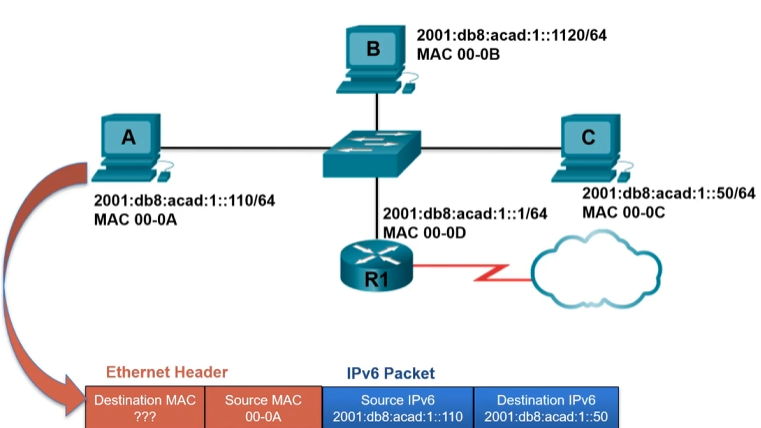 B
2001:db8:acad:1::1120/64
MAC 00-0B
A
C
2001:db8:acad:1::110/64
MAC 00-0A
2001:db8:acad:1::50/64
MAC 00-0C
2001:db8:acad:1::1/64
MAC 00-0D
R1
Ethernet Header
IPv6 Packet
Destination MAC
???
Source MAC
00-0A
Source IPv6
2001:db8:acad:1::110
Destination IPv6
2001:db8:acad:1::50